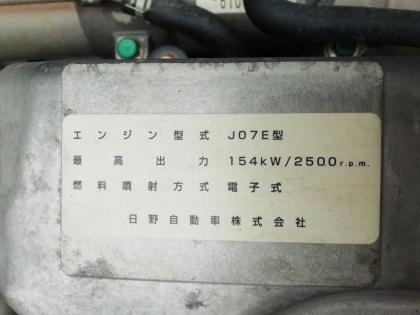 エンジン型式 J07E型
最高出力 154kW/2500r.p.m.
燃料噴射方式 電子式
日野自動車株式会社